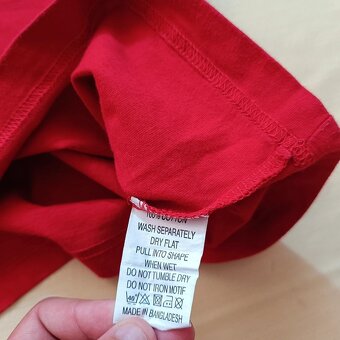 100% COTTON
WASH SEPARATELY
DRY FLAT
PULL INTO SHAPE
WHEN WET
DO NOT TUMBLE DRY
DO NOT IRON MOTIF
40
MADE IN BANGLADESH